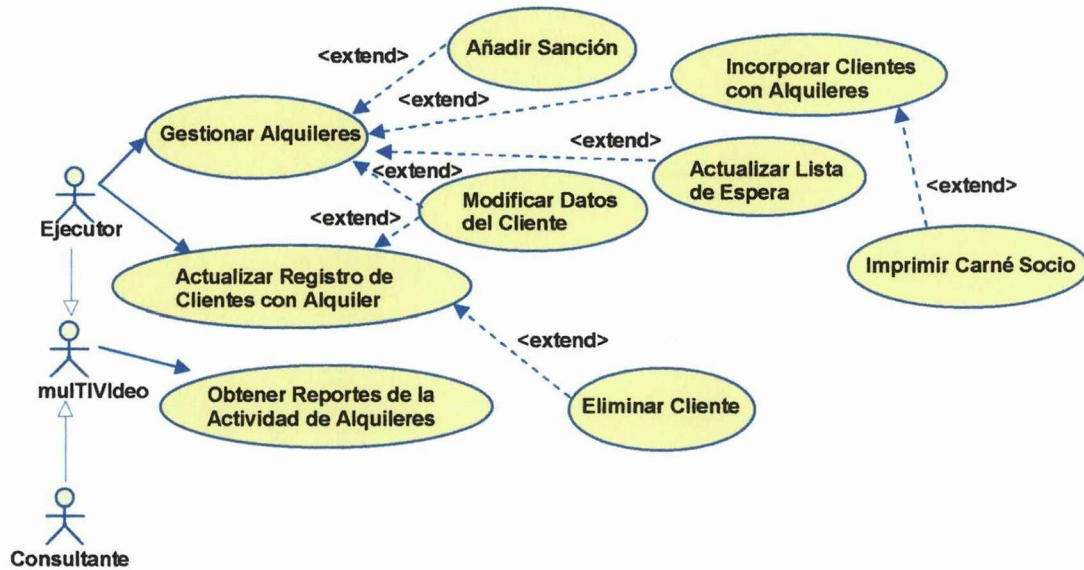 Añadir Sanción
<extend>
Incorporar Clientes
con Alquileres
<extend>
Gestionar Alquileres
<extend>
Actualizar Lista
de Espera
<extend>
Modificar Datos
del Cliente
<extend>
<extend>
Ejecutor
Imprimir Carné Socio
Actualizar Registro de
Clientes con Alquiler
<extend>
mulTIVIdeo
Obtener Reportes de la
Actividad de Alquileres
Eliminar Cliente
Consultante